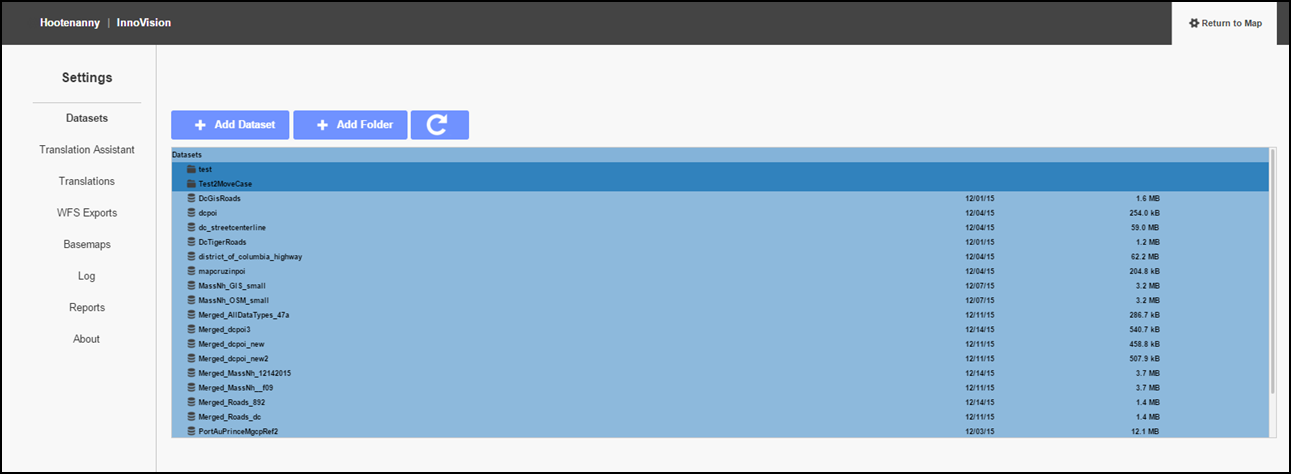 Hootenanny | InnoVision
Return to Map
Settings
Datasets
Translation Assistant
Translations
WFS Exports
Basemaps
Log
Reports
About
+ Add Dataset
+ Add Folder
Datasets
test
Test2MoveCase
DcGisRoads 12/01/15 1.6 MB
dcpoi 12/04/15 254.0 kB
dc_streetcenterline 12/04/15 59.0 MB
DcTigerRoads 12/01/15 1.2 MB
district_of_columbia_highway 12/04/15 62.2 MB
mapcruzinpoi 12/04/15 204.8 kB
MassNh_GIS_small 12/07/15 3.2 MB
MassNh_OSM_small 12/07/15 3.2 MB
Merged_AllDataTypes_47a 12/11/15 286.7 kB
Merged_dcpoi3 12/14/15 540.7 kB
Merged_dcpoi_new 12/11/15 458.8 kB
Merged_dcpoi_new2 12/11/15 507.9 kB
Merged_MassNh_12142015 12/14/15 3.7 MB
Merged_MassNh__f09 12/11/15 3.7 MB
Merged_Roads_892 12/14/15 1.4 MB
Merged_Roads_dc 12/11/15 1.4 MB
PortAuPrinceMgcpRef2 12/03/15 12.1 MB